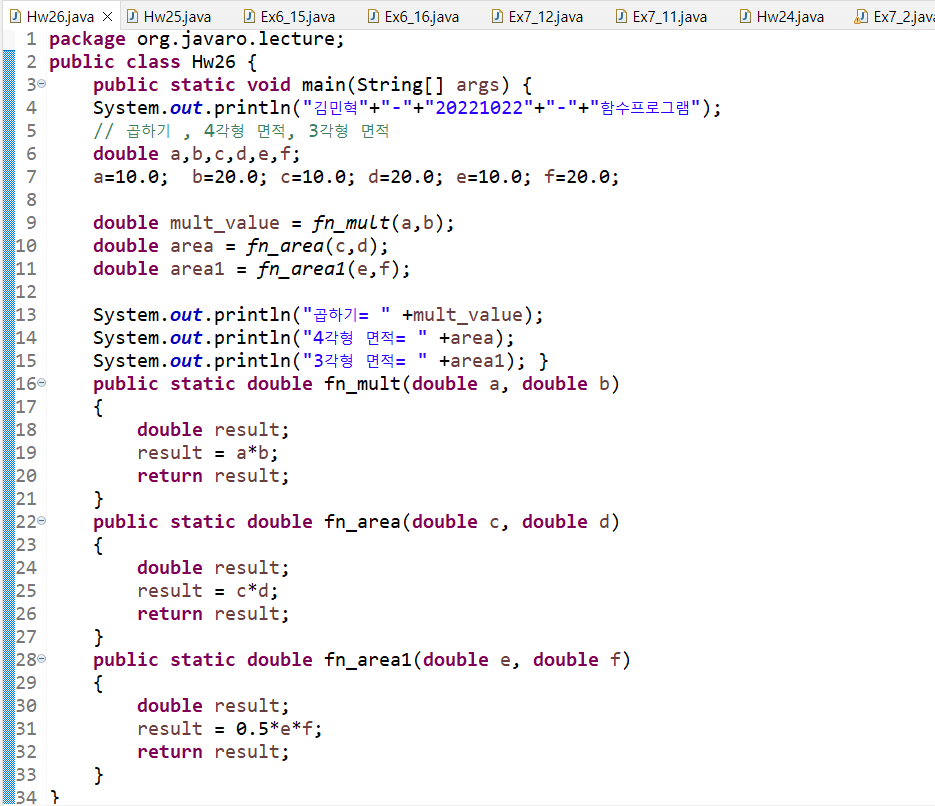 Hw26.java Hw25.java Ex6_15.java Ex6_16.java Ex7_12.java Ex7_11.java Hw24.java Ex7_2.java
1 package org.javaro.lecture;
2 public class Hw26 {
3 public static void main(String[] args) {
4 System.out.println("김민혁"+"-"+"20221022"+"-"+"함수프로그램");
5 // 곱하기 , 4각형 면적, 3각형 면적
6 double a,b,c,d,e,f;
7 a=10.0;  b=20.0; c=10.0; d=20.0; e=10.0; f=20.0;
8
9 double mult_value = fn_mult(a,b);
10 double area = fn_area(c,d);
11 double area1 = fn_area1(e,f);
12
13 System.out.println("곱하기= " +mult_value);
14 System.out.println("4각형 면적= " +area);
15 System.out.println("3각형 면적= " +area1); }
16 public static double fn_mult(double a, double b)
17 {
18 double result;
19 result = a*b;
20 return result;
21 }
22 public static double fn_area(double c, double d)
23 {
24 double result;
25 result = c*d;
26 return result;
27 }
28 public static double fn_area1(double e, double f)
29 {
30 double result;
31 result = 0.5*e*f;
32 return result;
33 }
34 }